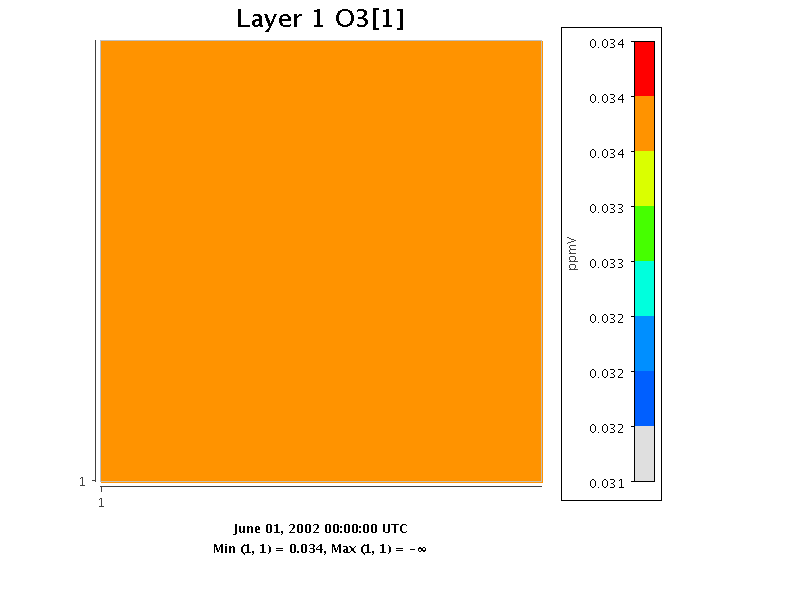 Layer 1 O3[1]
0.034
0.034
0.034
0.033
0.033
0.032
0.032
0.032
0.031
ppmV
1
1
June 01, 2002 00:00:00 UTC
Min (1, 1) = 0.034, Max (1, 1) = -∞